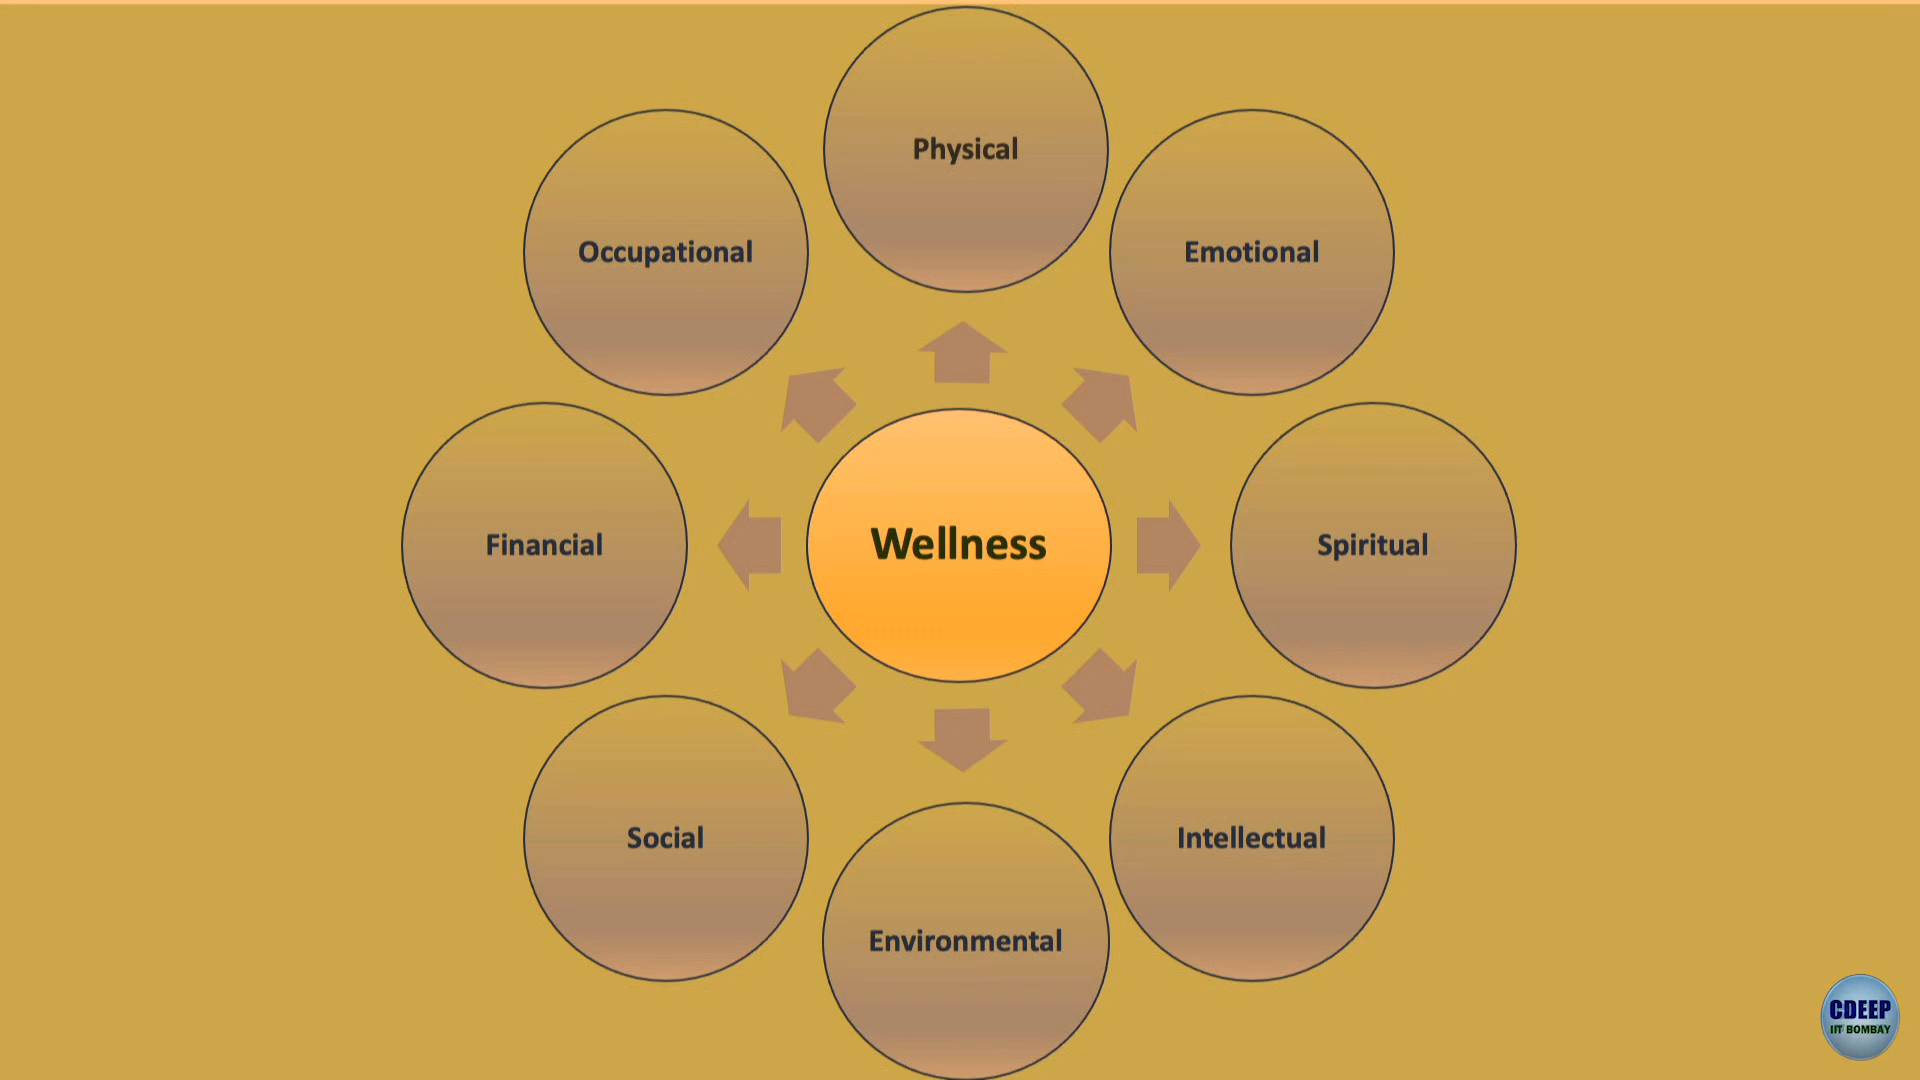 Physical
Occupational
Emotional
Financial
Wellness
Spiritual
Social
Intellectual
Environmental
CDEEP
IIT BOMBAY